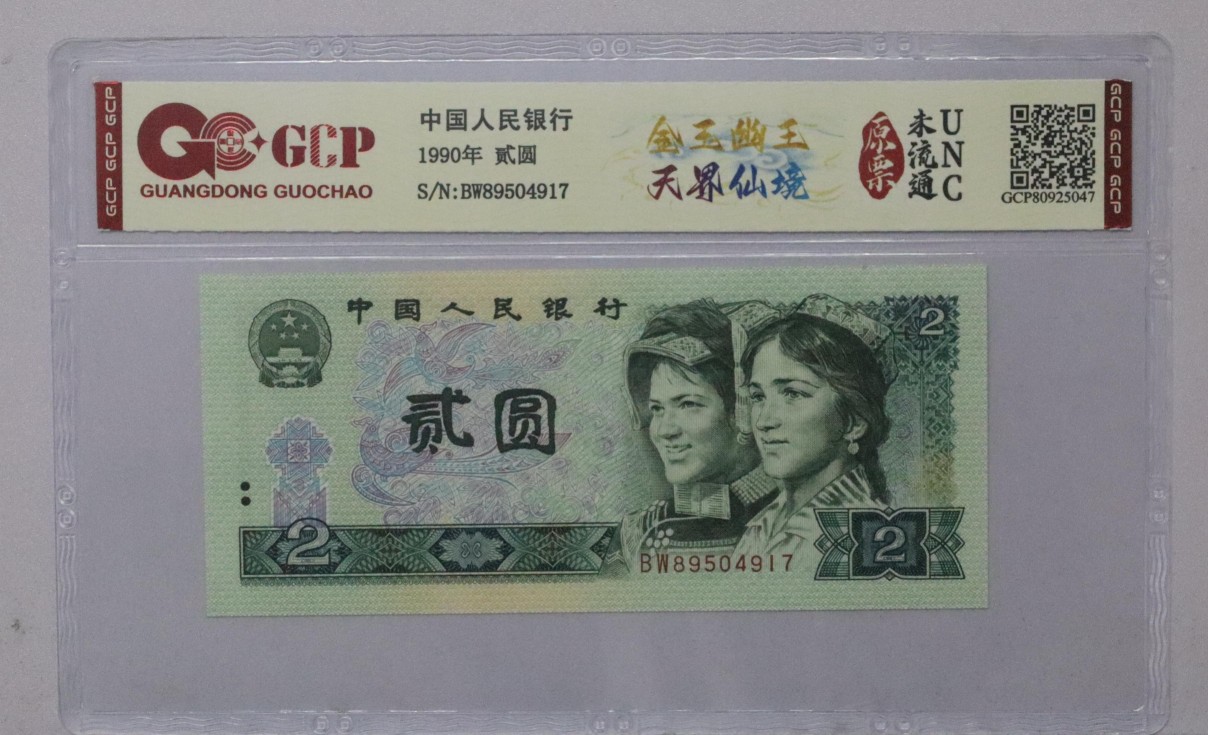 GCP GCP GCP
GCP
GUANGDONG GUOCHAO
中国人民银行
1990年 贰圆
S/N:BW89504917
金玉幽王
天界仙境
原票
未流通
UNC
GCP80925047
GCP GCP GCP
中国人民银行
2
贰圆
2
BW89504917
2